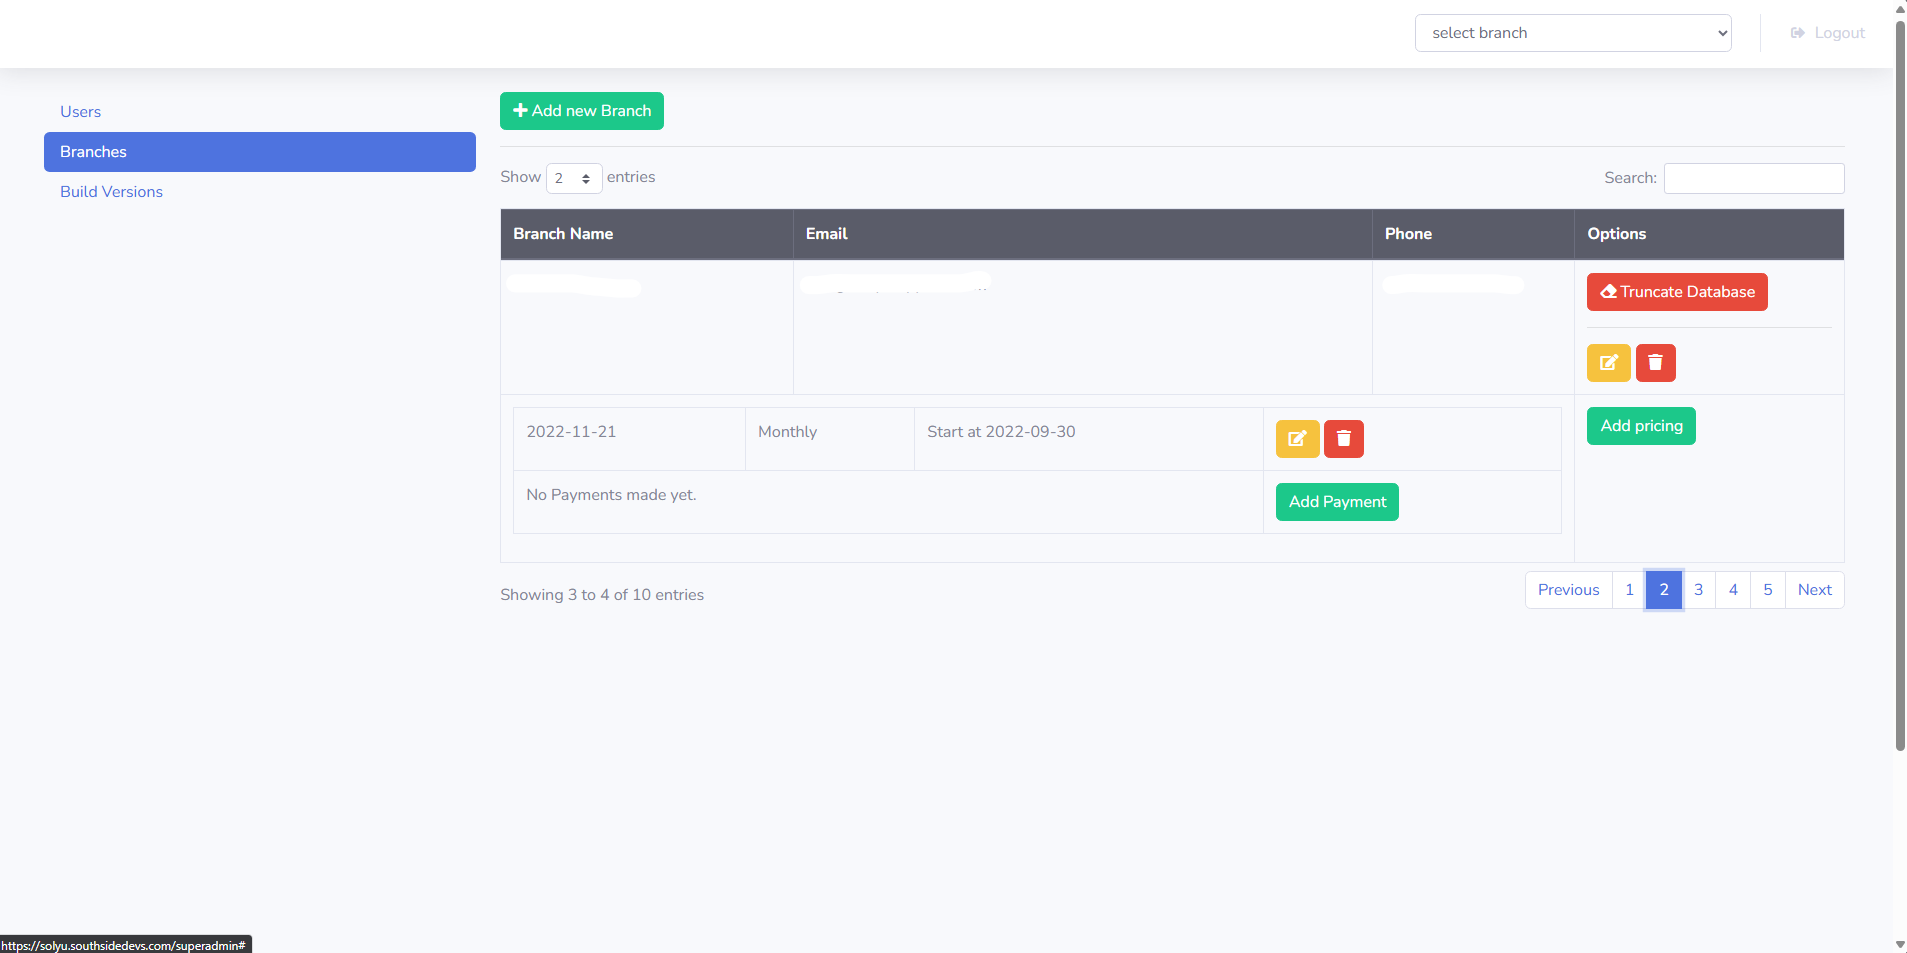 select branch
Logout
Users
Branches
Build Versions
Add new Branch
Show 2 entries
Search:
Branch Name Email Phone Options
Truncate Database
2022-11-21 Monthly Start at 2022-09-30
Add pricing
No Payments made yet. Add Payment
Showing 3 to 4 of 10 entries
Previous 1 2 3 4 5 Next
https://solyu.southsidedevs.com/superadmin#